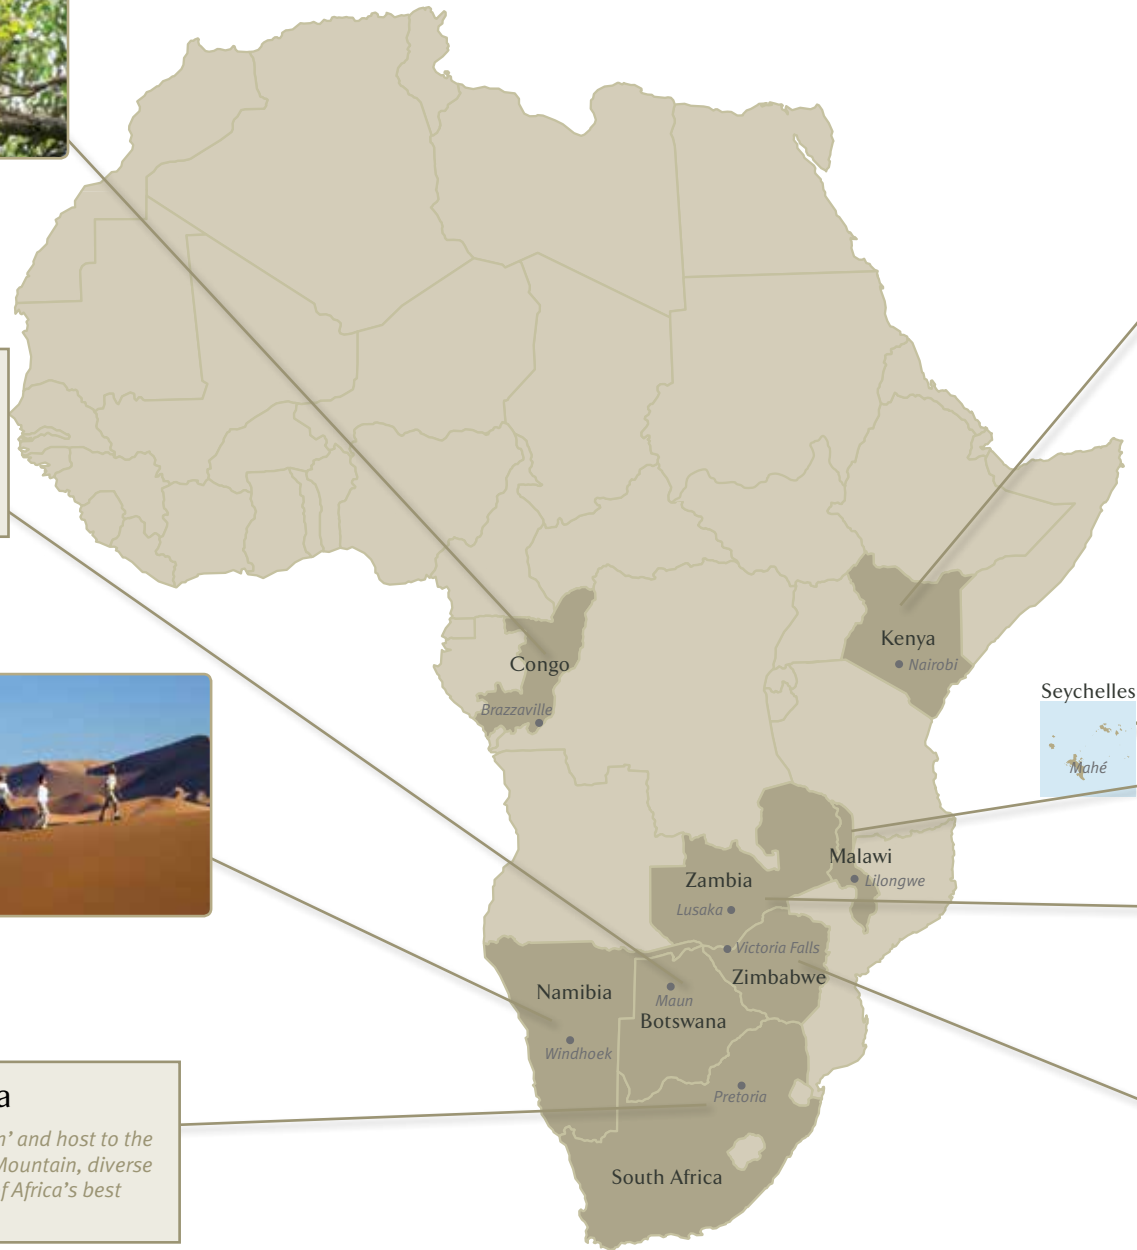 Kenya
Nairobi
Congo
Brazzaville
Seychelles
Mahé
Malawi
Lilongwe
Zambia
Lusaka
Victoria Falls
Zimbabwe
Namibia
Windhoek
Maun
Botswana
Pretoria
South Africa
a
n’ and host to the
Mountain, diverse
f Africa’s best